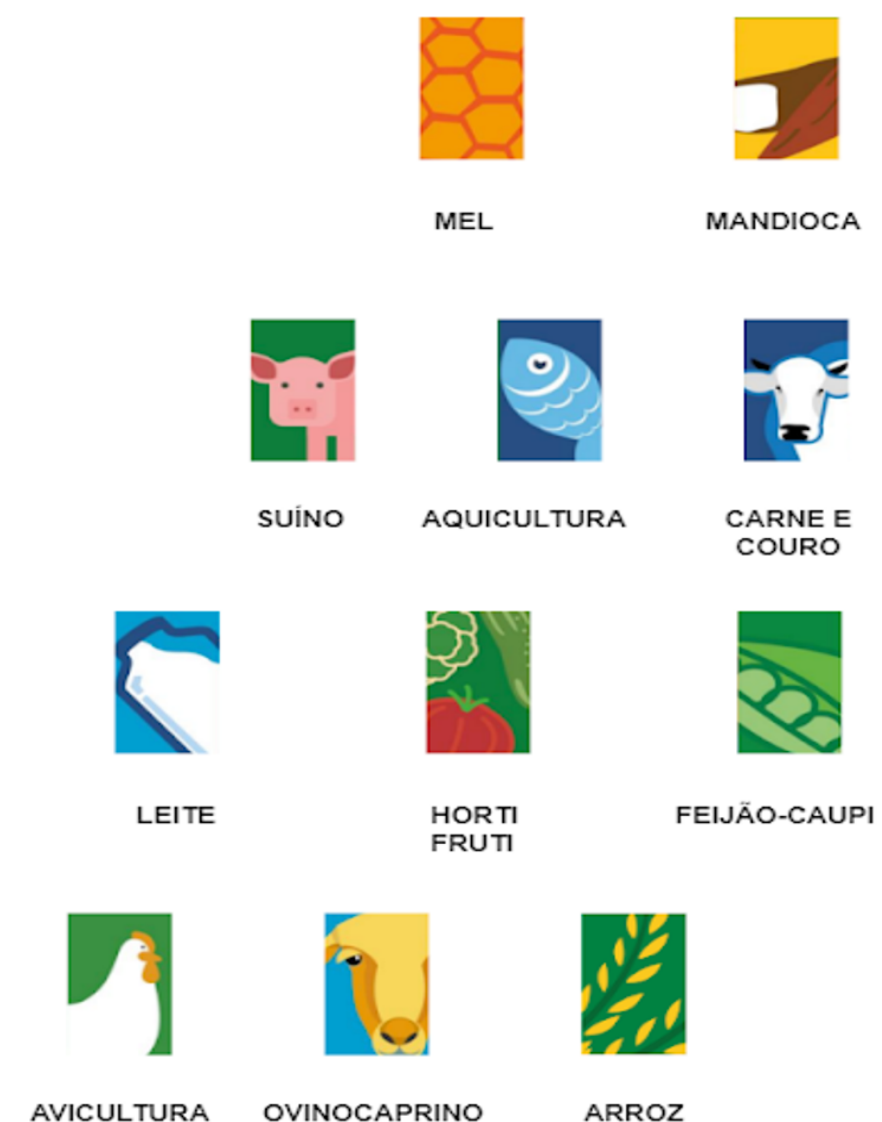 MEL
MANDIOCA
SUÍNO
AQUICULTURA
CARNE E
COURO
LEITE
HORTI
FRUTI
FEIJÃO-CAUPI
AVICULTURA
OVINOCAPRINO
ARROZ